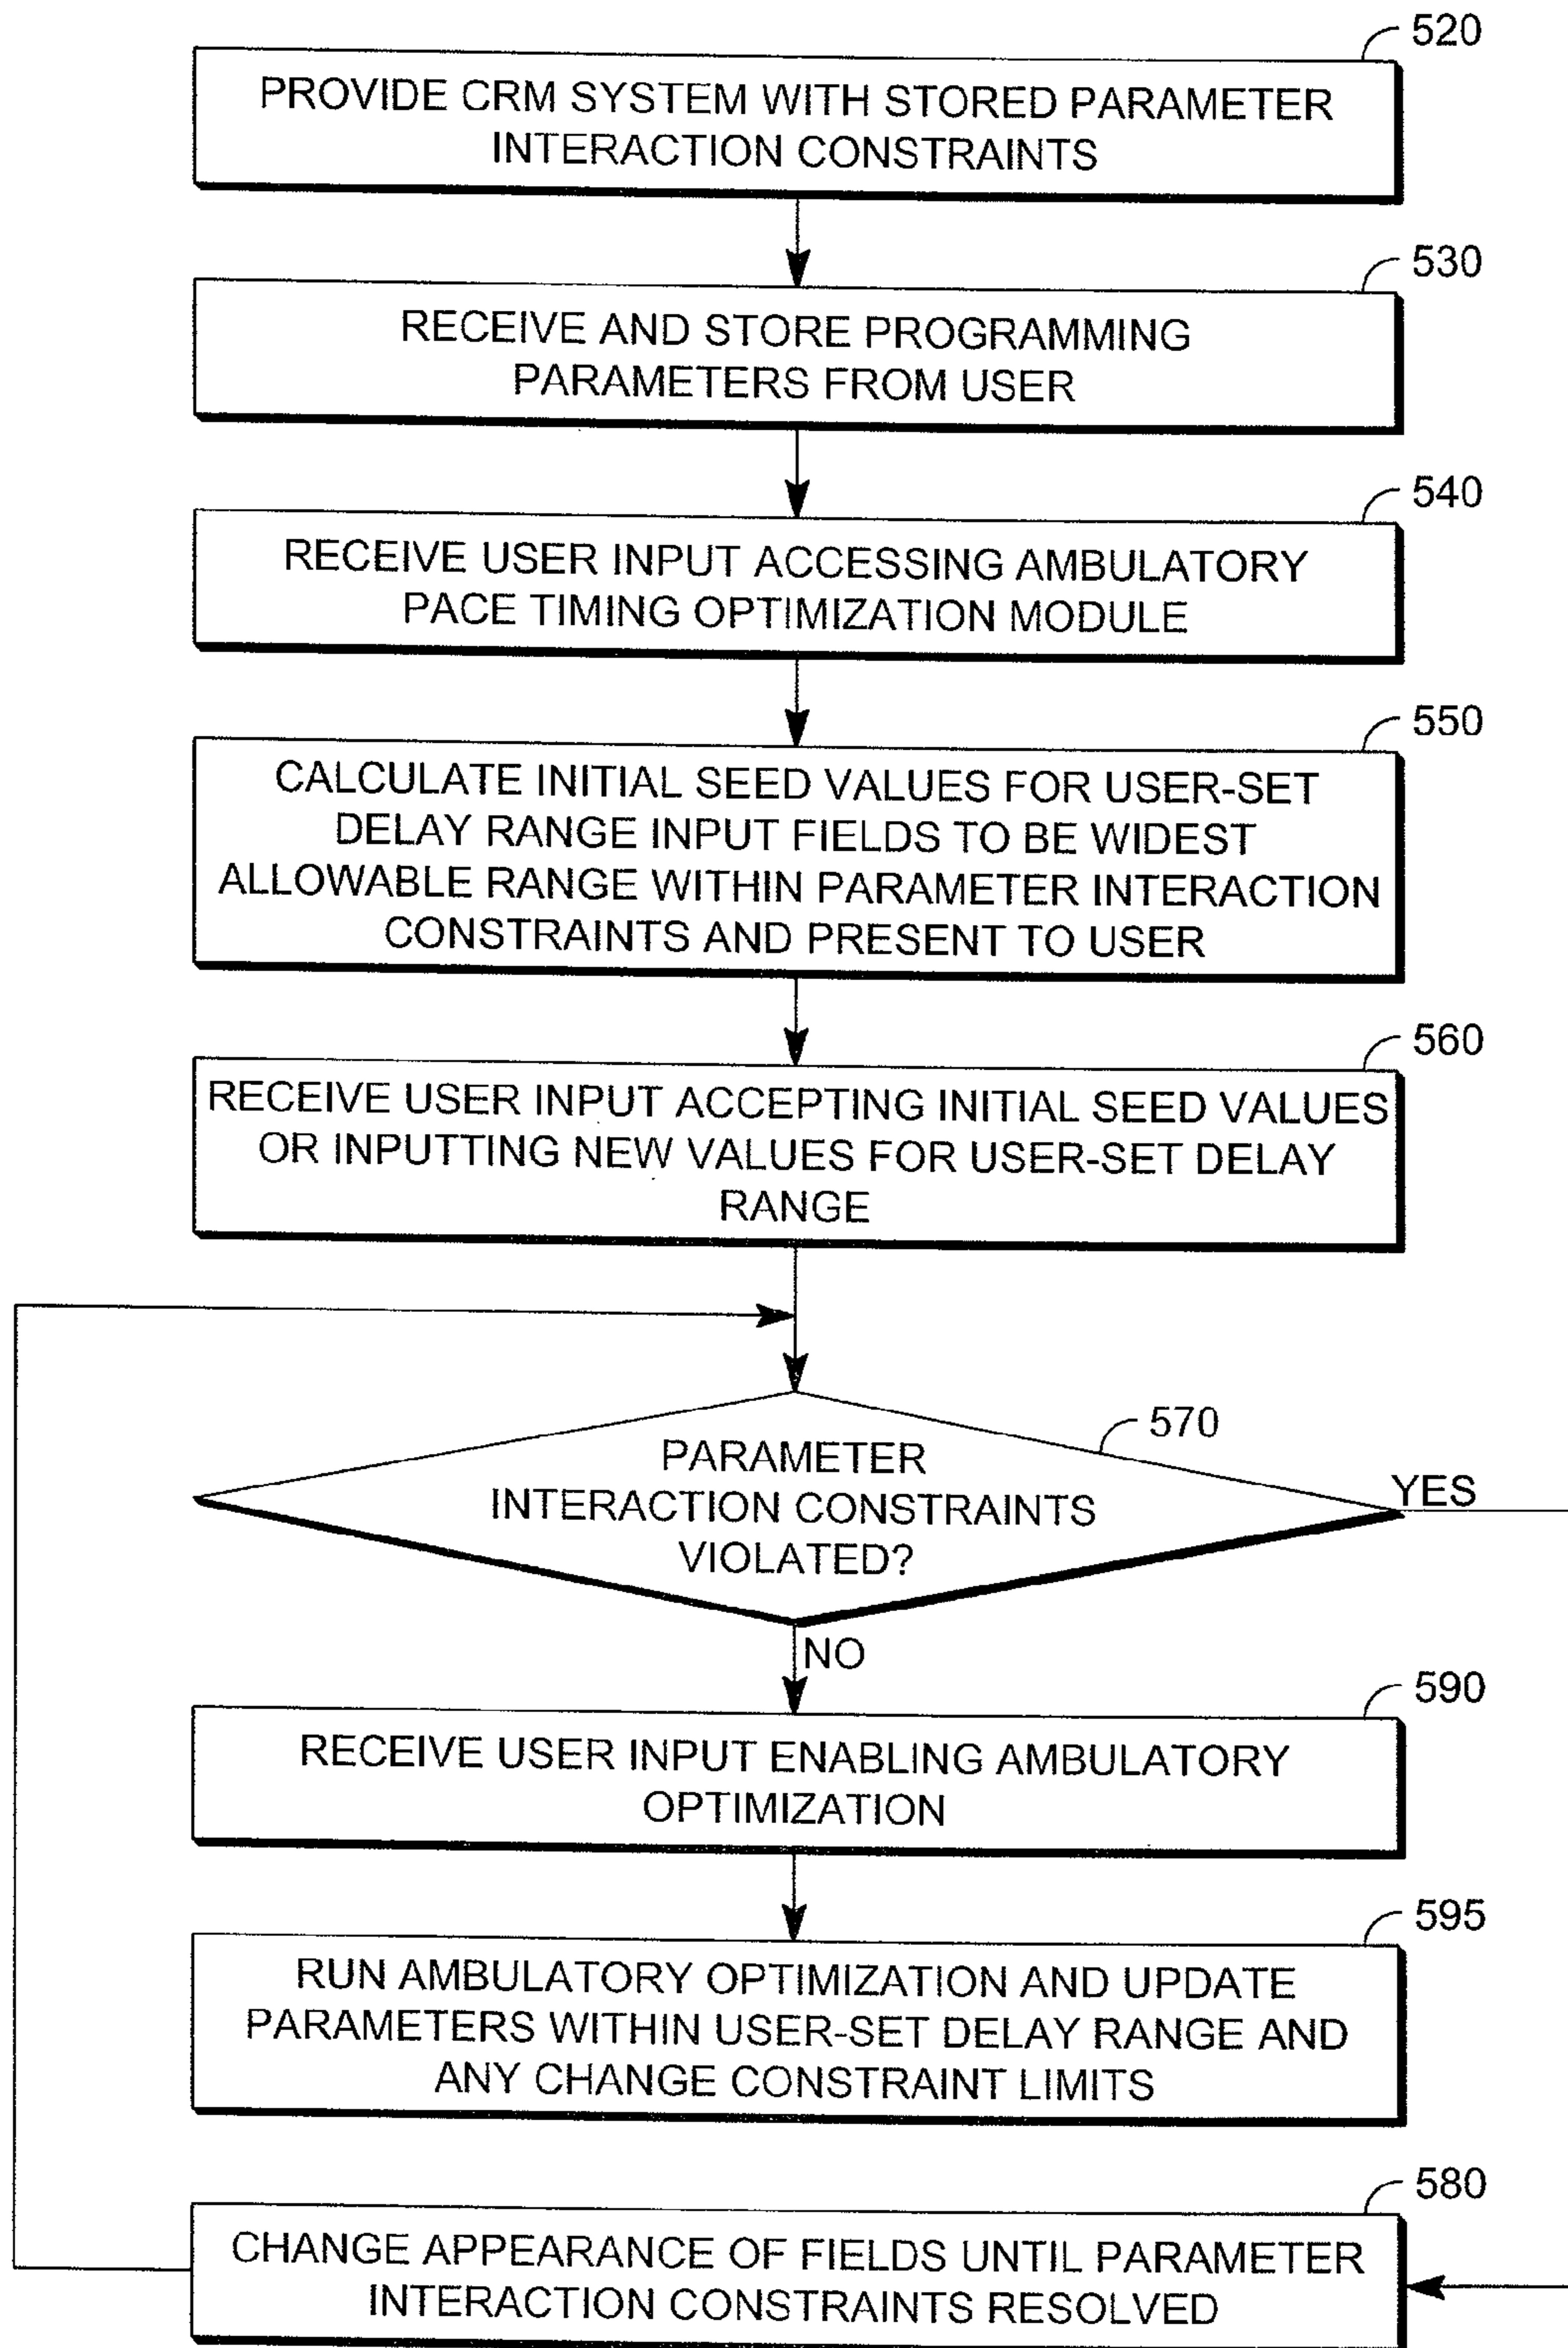 520
PROVIDE CRM SYSTEM WITH STORED PARAMETER
INTERACTION CONSTRAINTS
530
RECEIVE AND STORE PROGRAMMING
PARAMETERS FROM USER
540
RECEIVE USER INPUT ACCESSING AMBULATORY
PACE TIMING OPTIMIZATION MODULE
550
CALCULATE INITIAL SEED VALUES FOR USER-SET
DELAY RANGE INPUT FIELDS TO BE WIDEST
ALLOWABLE RANGE WITHIN PARAMETER INTERACTION
CONSTRAINTS AND PRESENT TO USER
560
RECEIVE USER INPUT ACCEPTING INITIAL SEED VALUES
OR INPUTTING NEW VALUES FOR USER-SET DELAY
RANGE
570
PARAMETER
INTERACTION CONSTRAINTS
VIOLATED?
YES
NO
590
RECEIVE USER INPUT ENABLING AMBULATORY
OPTIMIZATION
595
RUN AMBULATORY OPTIMIZATION AND UPDATE
PARAMETERS WITHIN USER-SET DELAY RANGE AND
ANY CHANGE CONSTRAINT LIMITS
580
CHANGE APPEARANCE OF FIELDS UNTIL PARAMETER
INTERACTION CONSTRAINTS RESOLVED